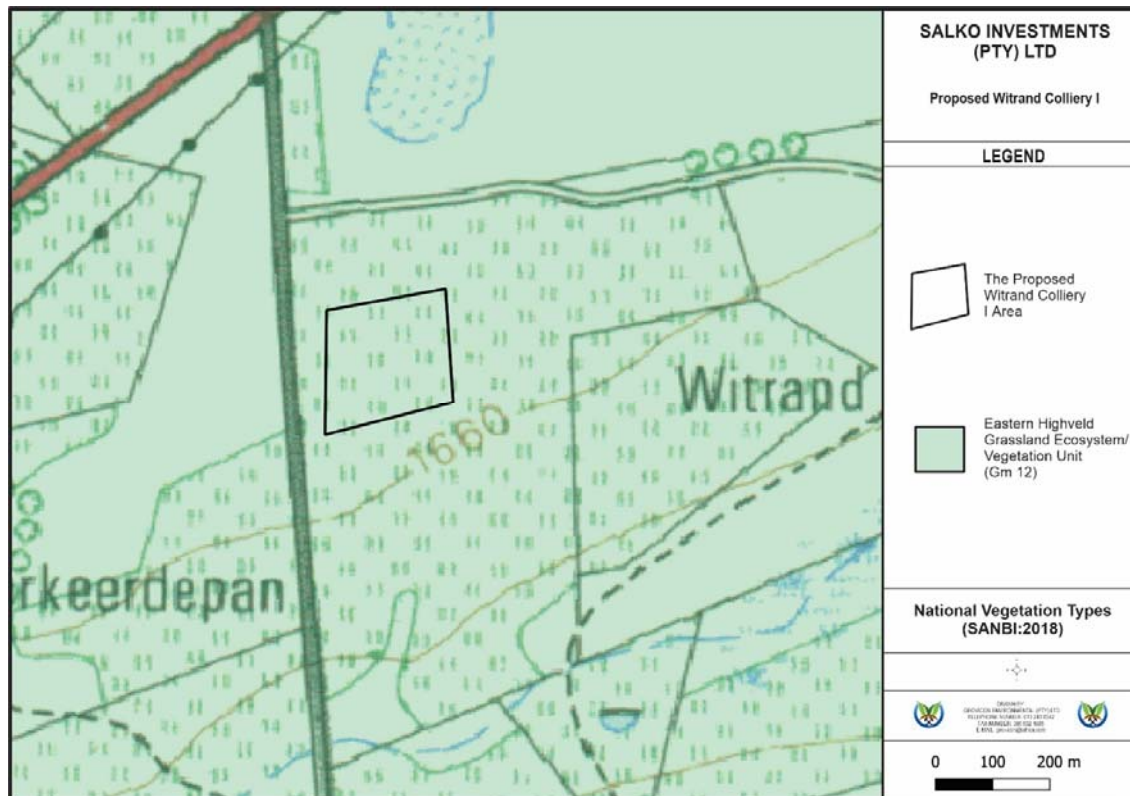 SALKO INVESTMENTS
(PTY) LTD
Proposed Witrand Colliery I
LEGEND
The Proposed
Witrand Colliery
I Area
Eastern Highveld
Grassland Ecosystem/
Vegetation Unit
(Gm 12)
National Vegetation Types
(SANBI:2018)
0 100 200 m
Witrand
1660
rkeerdepan